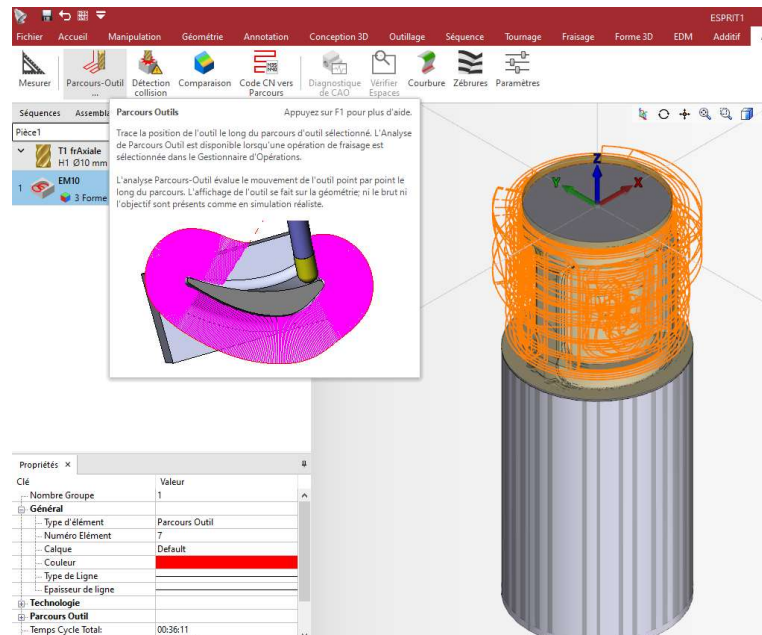 ESPRIT1
Fichier Accueil Manipulation Géométrie Annotation Conception 3D Outillage Séquence Tournage Fraisage Forme 3D EDM Additif
Mesurer Parcours-Outil ... Détection collision Comparaison Code CN vers Parcours Diagnostique de CAO Vérifier Espaces Courbure Zébrures Paramètres
Séquences
Pièce1
T1 frAxiale
H1 Ø10 mm
1 EM10
3 Forme
Parcours Outils Appuyez sur F1 pour plus d'aide.
Trace la position de l'outil le long du parcours d'outil sélectionné. L'Analyse
de Parcours Outil est disponible lorsqu'une opération de fraisage est
sélectionnée dans le Gestionnaire d'Opérations.
L'analyse Parcours-Outil évalue le mouvement de l'outil point par point le
long du parcours. L'affichage de l'outil se fait sur la géométrie; ni le brut ni
l'objectif sont présents comme en simulation réaliste.
Z
Y X
Propriétés
Clé Valeur
Nombre Groupe 1
Général
Type d'élément Parcours Outil
Numéro Elément 7
Calque Default
Couleur
Type de Ligne
Epaisseur de ligne
Technologie
Parcours Outil
Temps Cycle Total: 00:36:11